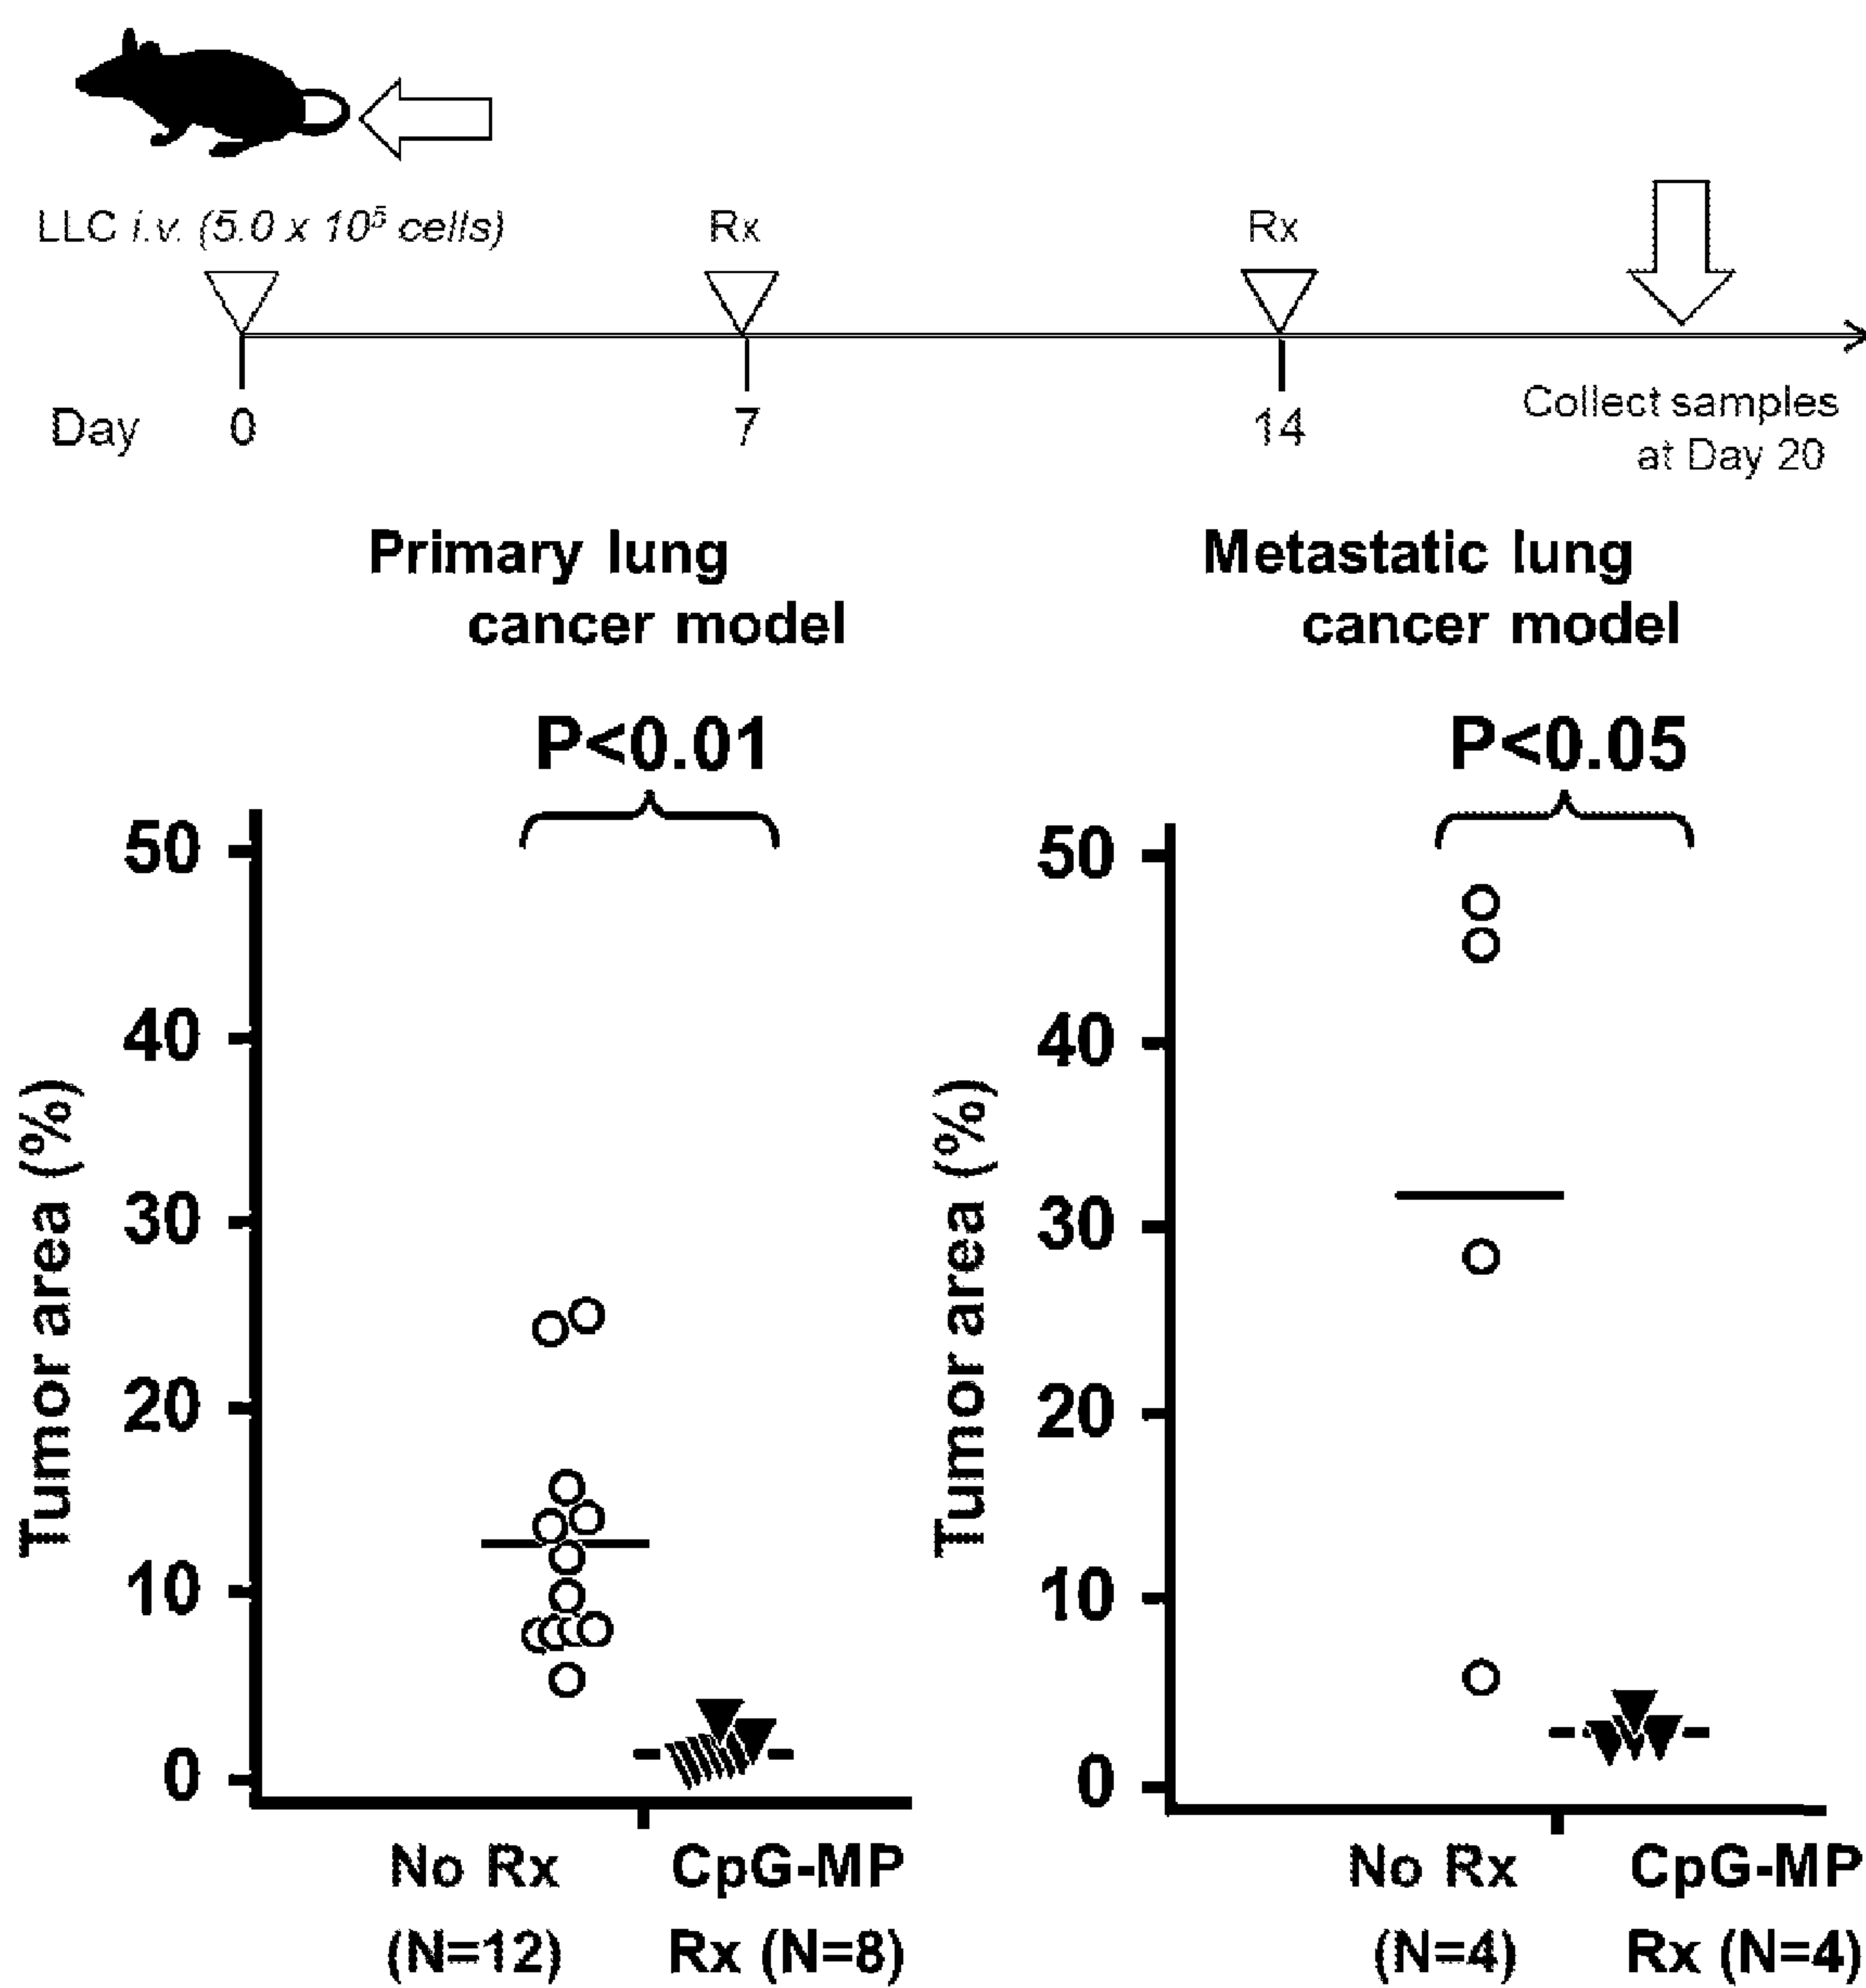 LLC i.v. (5.0 x 10⁵ cells)
Rx
Rx
Day
0
7
14
Collect samples
at Day 20
Primary lung
cancer model
P<0.01
50
40
30
20
10
0
Tumor area (%)
No Rx
(N=12)
CpG-MP
Rx (N=8)
Metastatic lung
cancer model
P<0.05
50
40
30
20
10
0
Tumor area (%)
No Rx
(N=4)
CpG-MP
Rx (N=4)